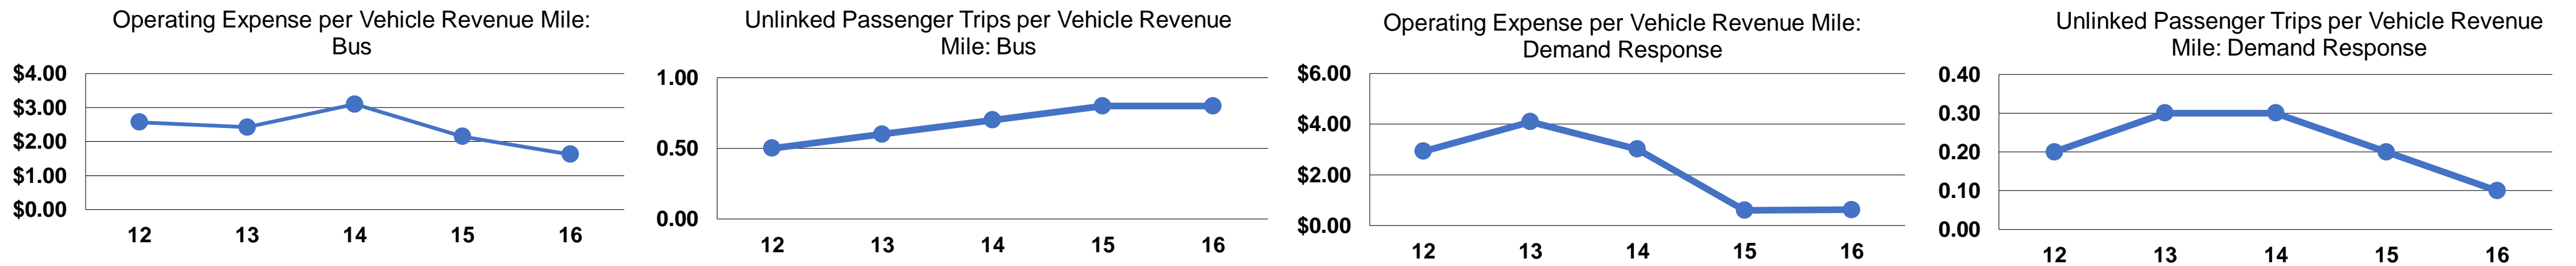 Operating Expense per Vehicle Revenue Mile:
Bus
$4.00
$3.00
$2.00
$1.00
$0.00
12 13 14 15 16
Unlinked Passenger Trips per Vehicle Revenue
Mile: Bus
1.00
0.50
0.00
12 13 14 15 16
Operating Expense per Vehicle Revenue Mile:
Demand Response
$6.00
$4.00
$2.00
$0.00
12 13 14 15 16
Unlinked Passenger Trips per Vehicle Revenue
Mile: Demand Response
0.40
0.30
0.20
0.10
0.00
12 13 14 15 16